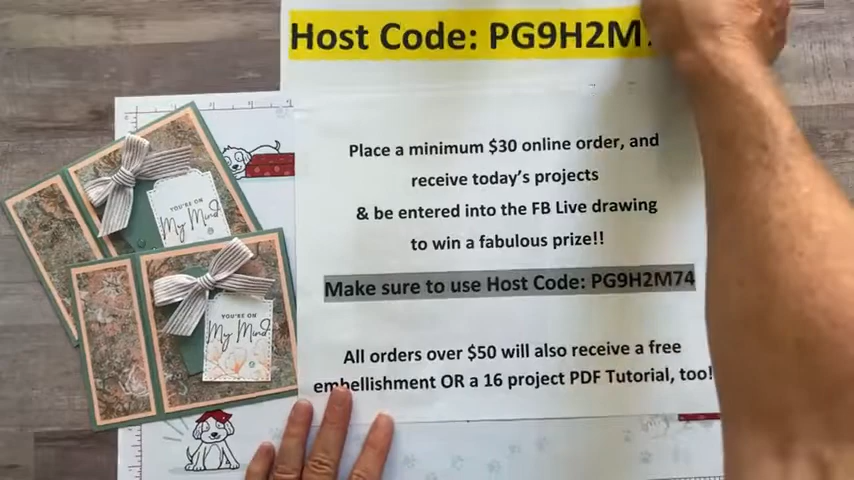 Host Code: PG9H2M7
Place a minimum $30 online order, and
receive today's projects
& be entered into the FB Live drawing
to win a fabulous prize!!
Make sure to use Host Code: PG9H2M74
All orders over $50 will also receive a free
embellishment OR a 16 project PDF Tutorial, too!
YOU'RE ON
My Mind
YOU'RE ON
My Mind